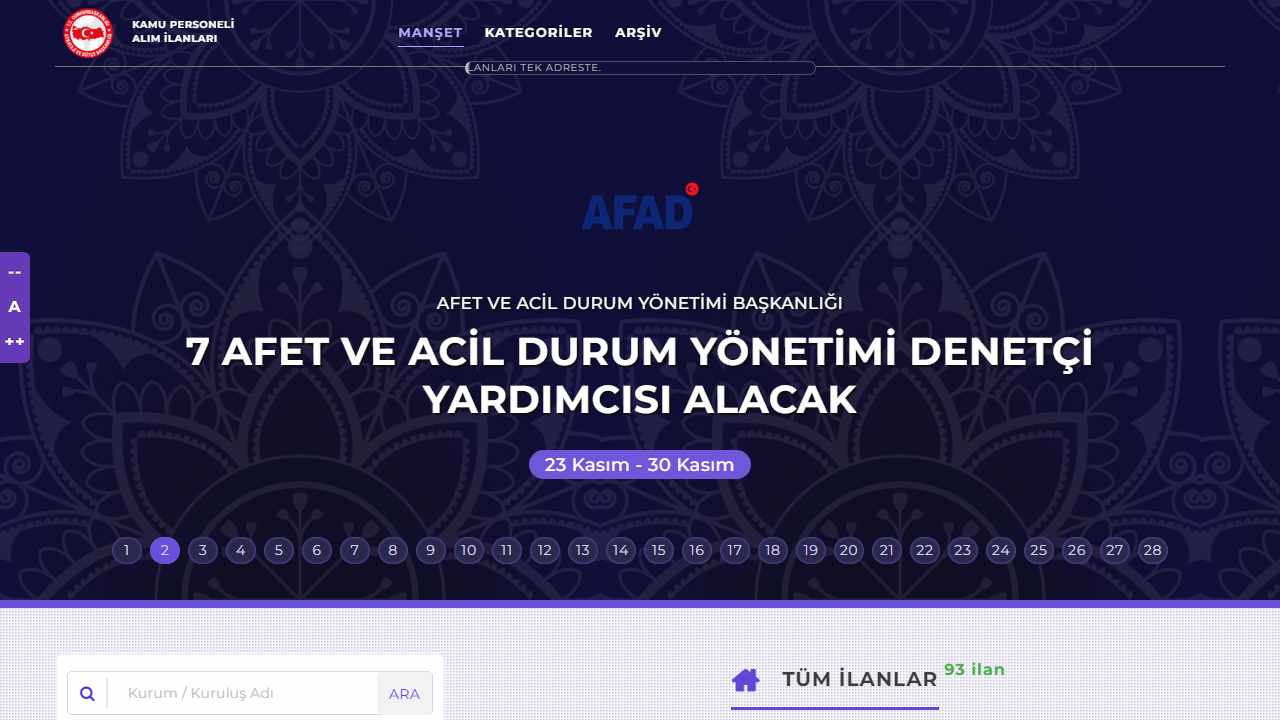 KAMU PERSONELİ
ALIM İLANLARI
MANŞET KATEGORİLER ARŞİV
LANLARI TEK ADRESTE.
AFAD
--
A
++
AFET VE ACİL DURUM YÖNETİMİ BAŞKANLIĞI
7 AFET VE ACİL DURUM YÖNETİMİ DENETÇİ
YARDIMCISI ALACAK
23 Kasım - 30 Kasım
1 2 3 4 5 6 7 8 9 10 11 12 13 14 15 16 17 18 19 20 21 22 23 24 25 26 27 28
Kurum / Kuruluş Adı ARA
TÜM İLANLAR 93 ilan